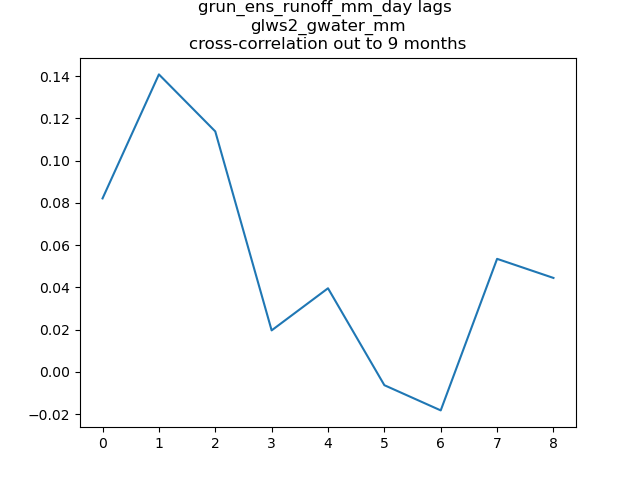 grun_ens_runoff_mm_day lags
glws2_gwater_mm
cross-correlation out to 9 months
0.14
0.12
0.10
0.08
0.06
0.04
0.02
0.00
−0.02
0 1 2 3 4 5 6 7 8